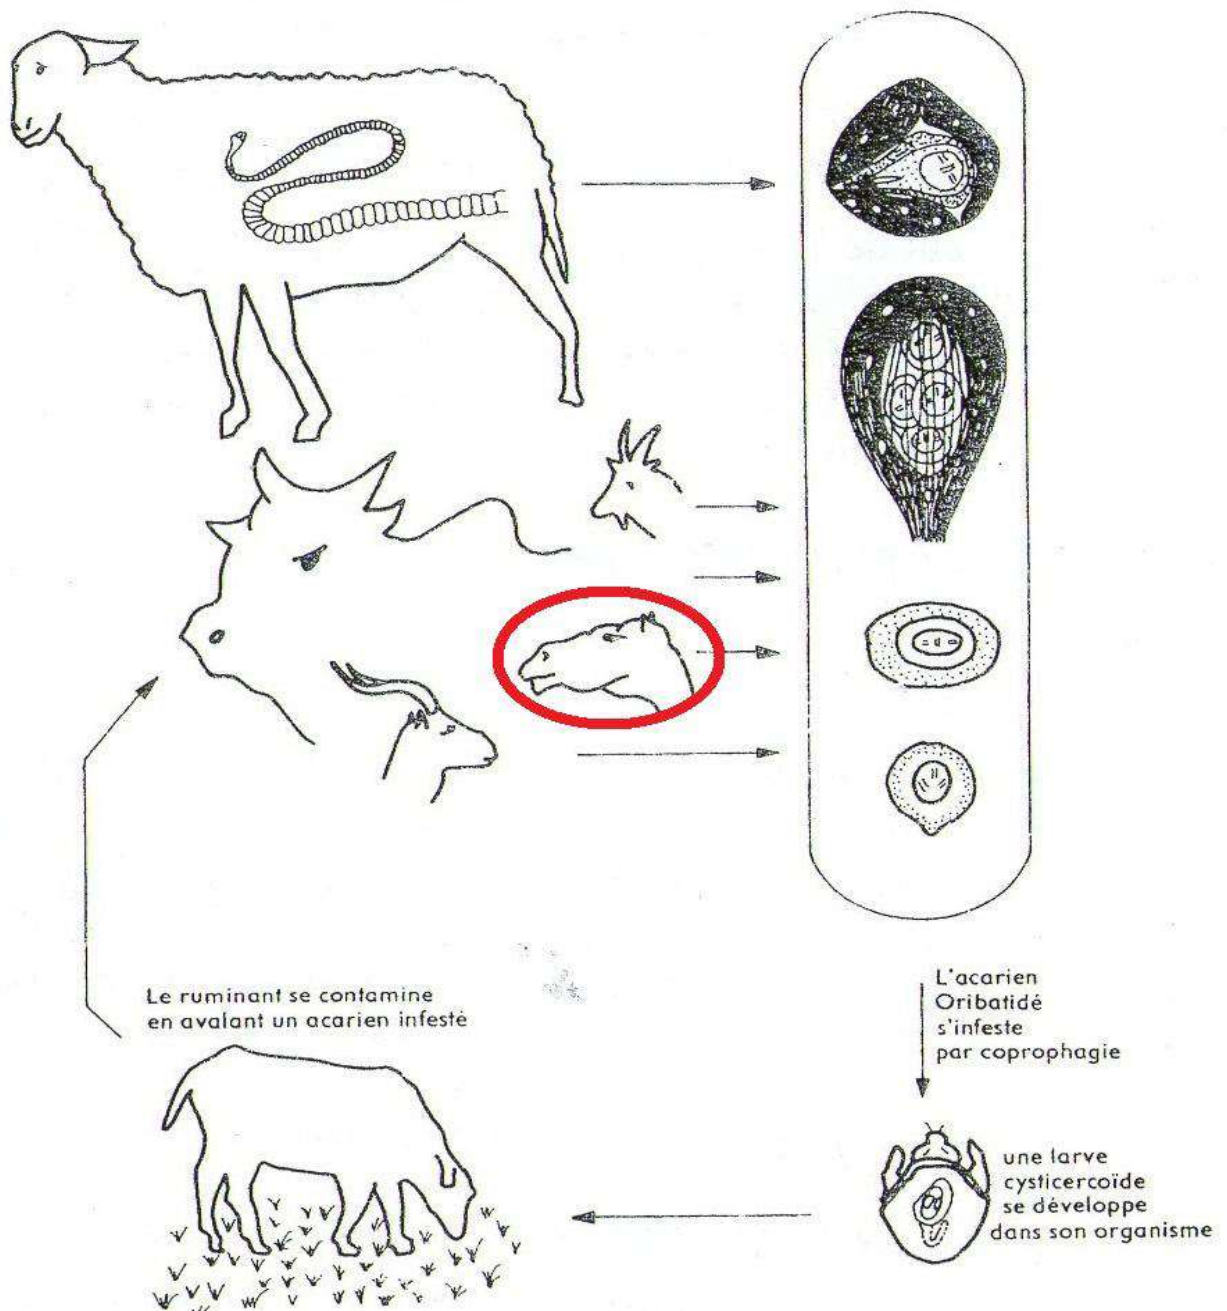 Le ruminant se contamine
en avalant un acarien infesté
L'acarien
Oribatidé
s'infeste
par coprophagie
une larve
cysticercoïde
se développe
dans son organisme